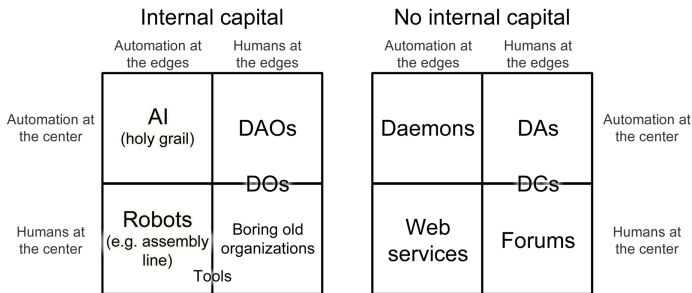 Internal capital
No internal capital
Automation at
the edges
Humans at
the edges
Automation at
the edges
Humans at
the edges
Automation at
the center
AI
(holy grail)
DAOs
Daemons
DAs
Automation at
the center
DOs
DCs
Humans at
the center
Robots
(e.g. assembly
line)
Boring old
organizations
Tools
Web
services
Forums
Humans at
the center